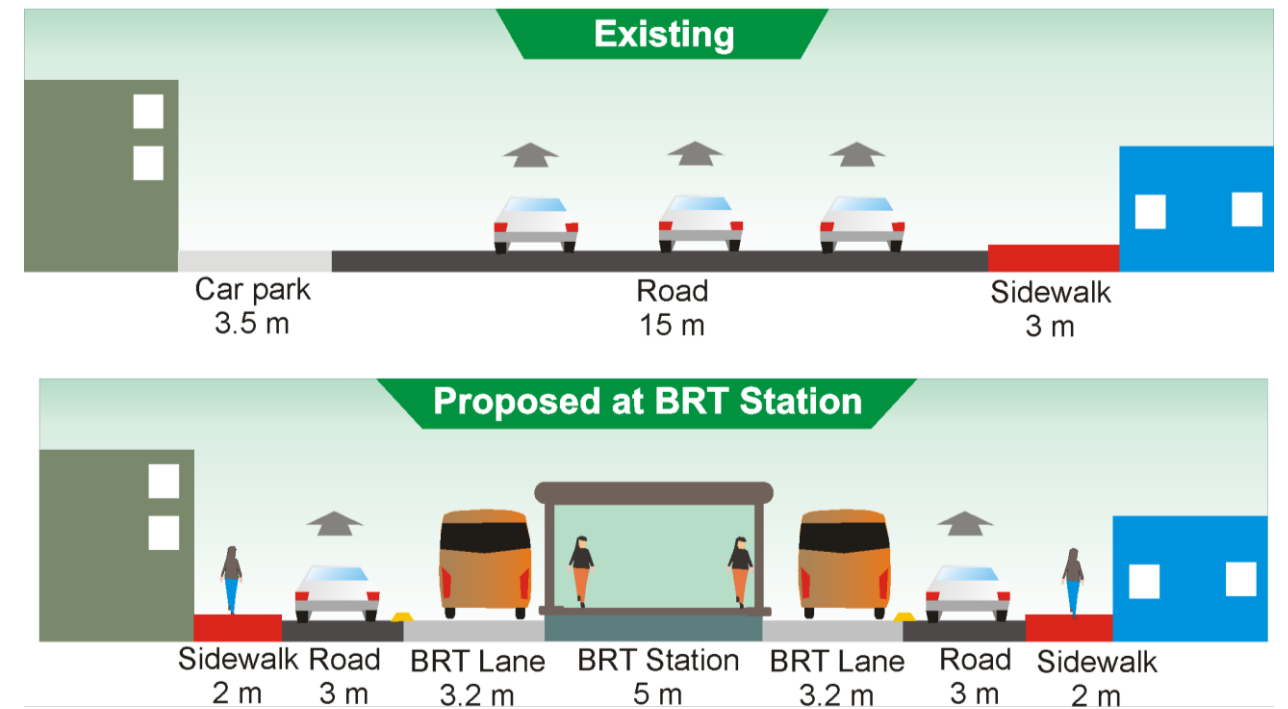 Existing
Car park
3.5 m
Road
15 m
Sidewalk
3 m
Proposed at BRT Station
Sidewalk Road BRT Lane BRT Station BRT Lane Road Sidewalk
2 m 3 m 3.2 m 5 m 3.2 m 3 m 2 m